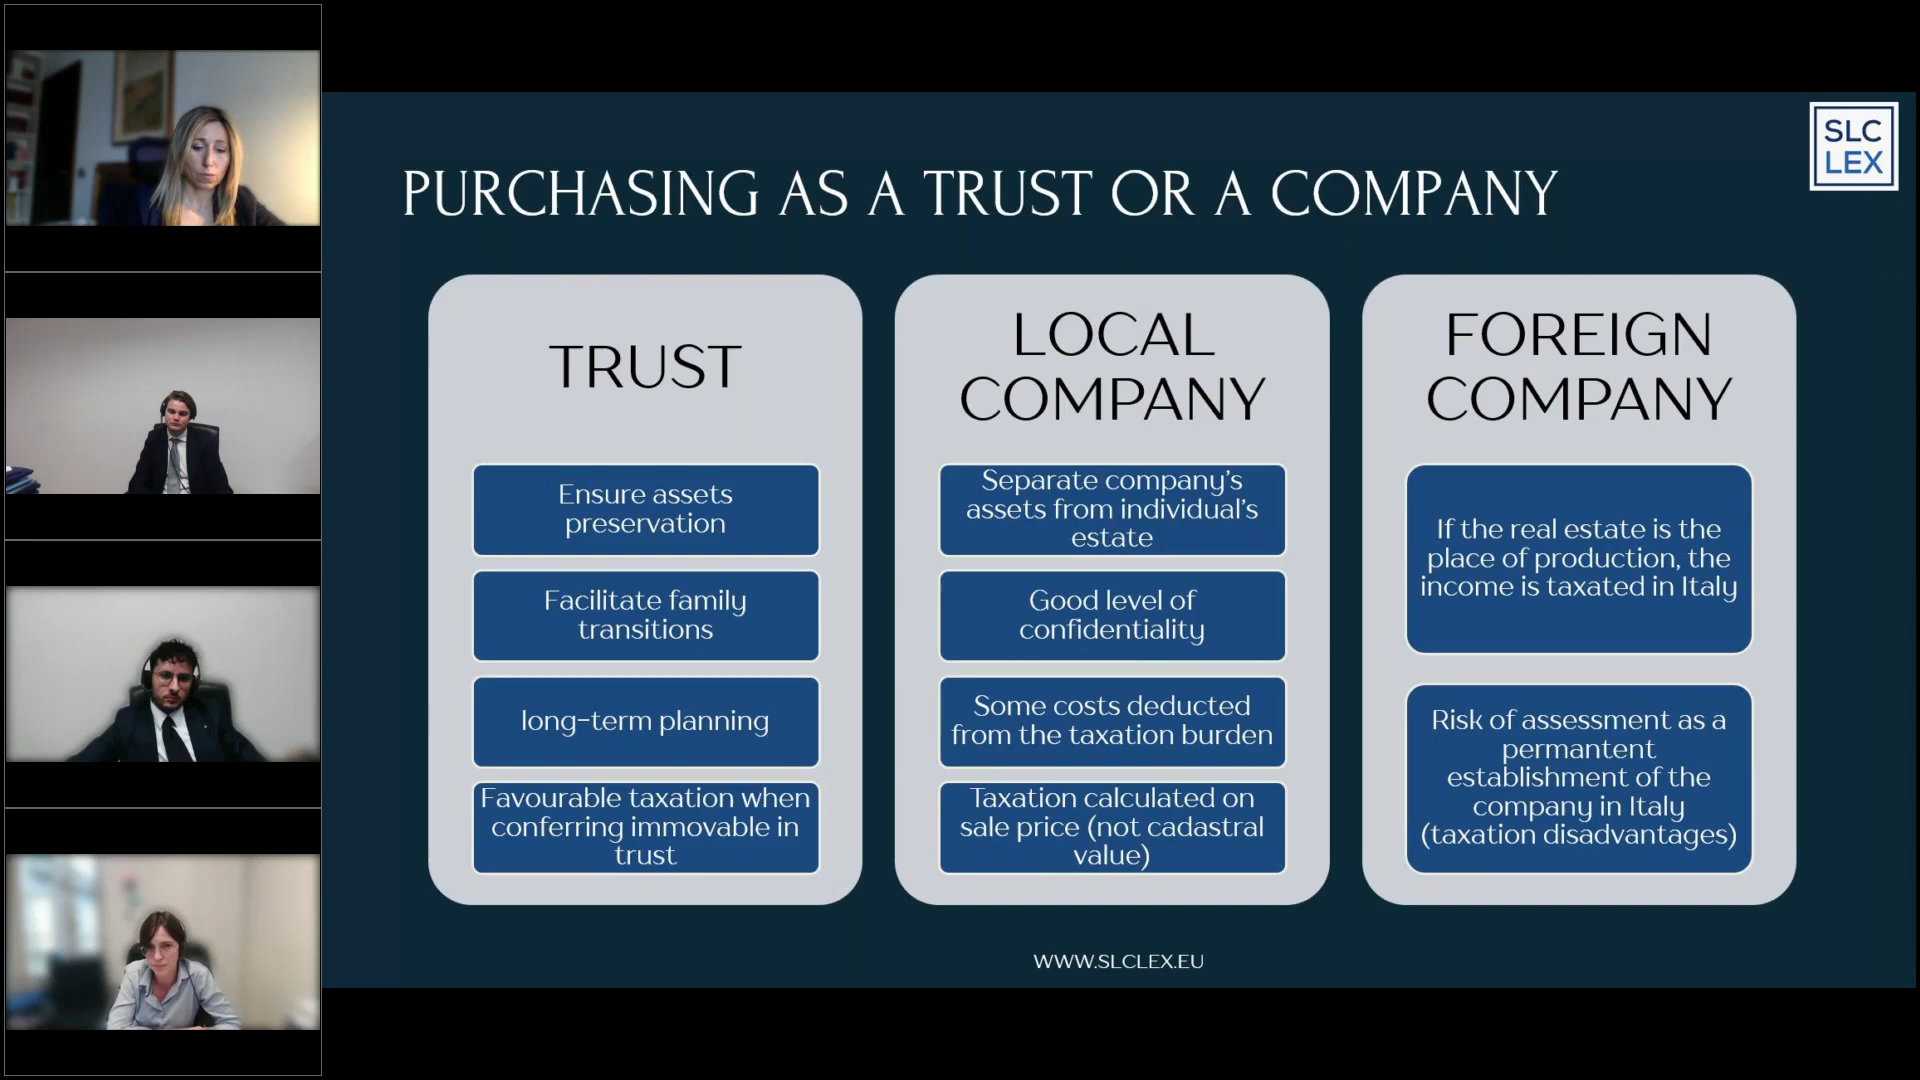 SLC
LEX
PURCHASING AS A TRUST OR A COMPANY
TRUST
Ensure assets
preservation
Facilitate family
transitions
long-term planning
Favourable taxation when
conferring immovable in
trust
LOCAL
COMPANY
Separate company's
assets from individual's
estate
Good level of
confidentiality
Some costs deducted
from the taxation burden
Taxation calculated on
sale price (not cadastral
value)
FOREIGN
COMPANY
If the real estate is the
place of production, the
income is taxated in Italy
Risk of assessment as a
permantent
establishment of the
company in Italy
(taxation disadvantages)
WWW.SLCLEX.EU